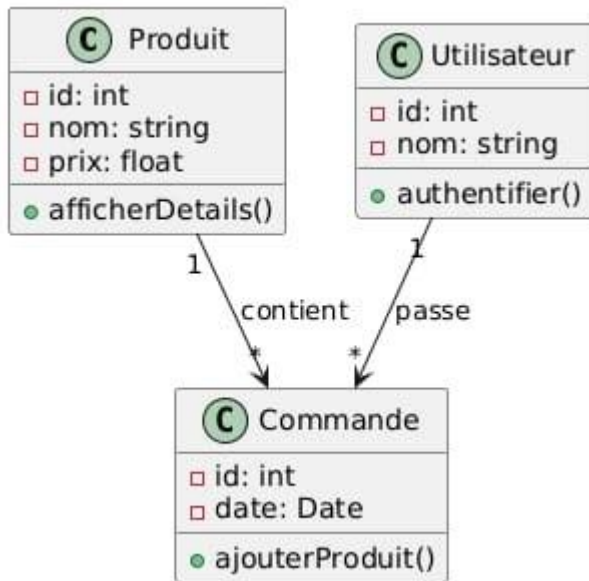 C Produit
id: int
nom: string
prix: float
afficherDetails()
C Utilisateur
id: int
nom: string
authentifier()
1
1
contient
passe
*
*
C Commande
id: int
date: Date
ajouterProduit()